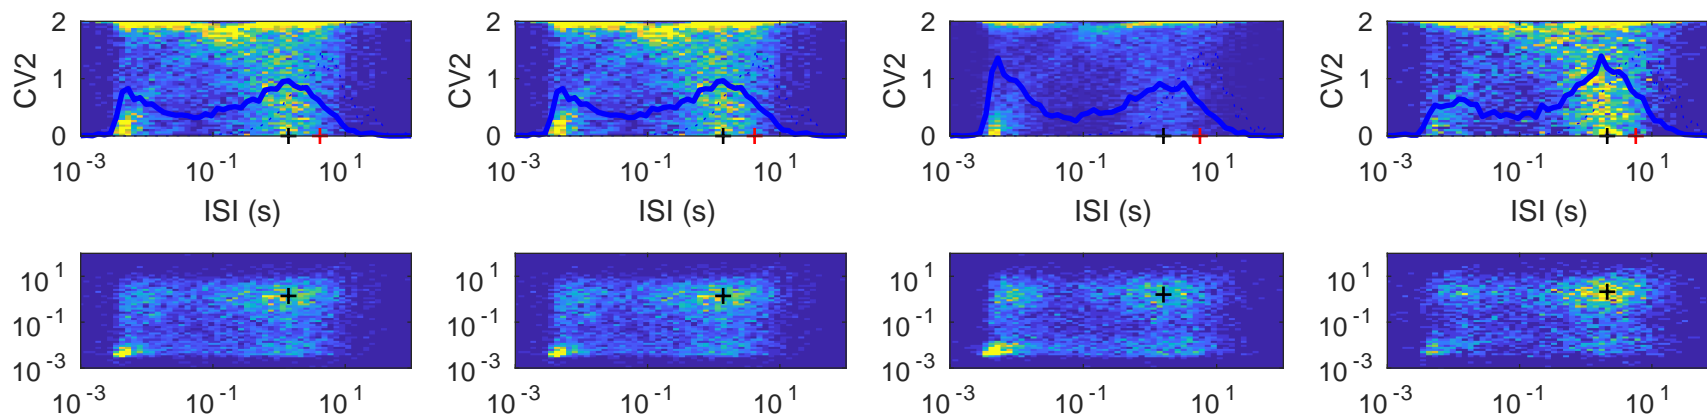 2 2 2 2
CV2 CV2 CV2 CV2
1 1 1 1
0 0 0 0
10^-3 10^-1 10^1 10^-3 10^-1 10^1 10^-3 10^-1 10^1 10^-3 10^-1 10^1
ISI (s) ISI (s) ISI (s) ISI (s)
10^1 10^1 10^1 10^1
10^-1 10^-1 10^-1 10^-1
10^-3 10^-3 10^-3 10^-3
10^-3 10^-1 10^1 10^-3 10^-1 10^1 10^-3 10^-1 10^1 10^-3 10^-1 10^1